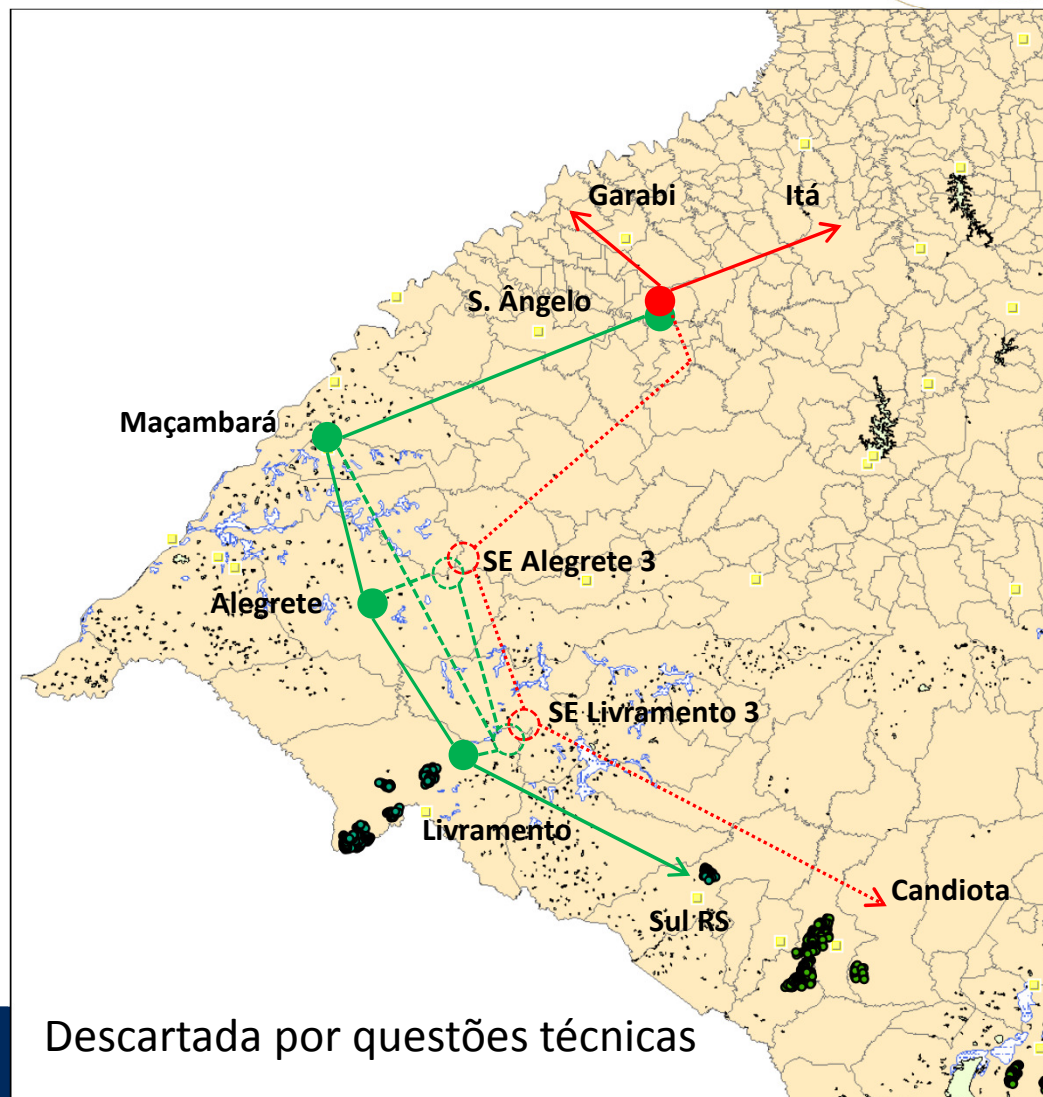 Garabi
Itá
S. Ângelo
Maçambará
SE Alegrete 3
Alegrete
SE Livramento 3
Livramento
Candiota
Sul RS
Descartada por questões técnicas